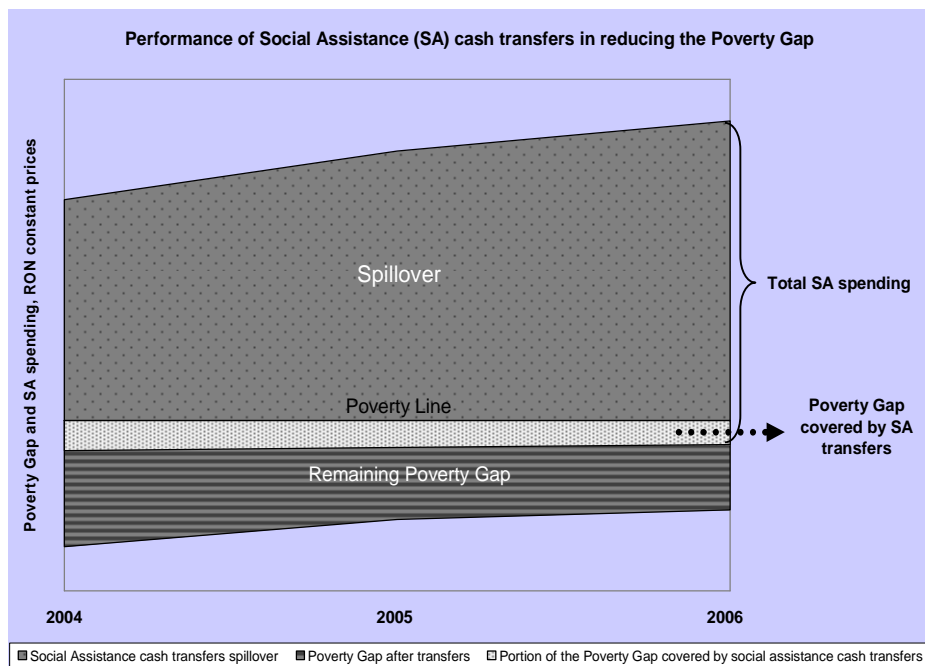 Performance of Social Assistance (SA) cash transfers in reducing the Poverty Gap
Poverty Gap and SA spending, RON constant prices
Spillover
Total SA spending
Poverty Line
Poverty Gap
covered by SA
transfers
Remaining Poverty Gap
2004 2005 2006
Social Assistance cash transfers spillover Poverty Gap after transfers Portion of the Poverty Gap covered by social assistance cash transfers